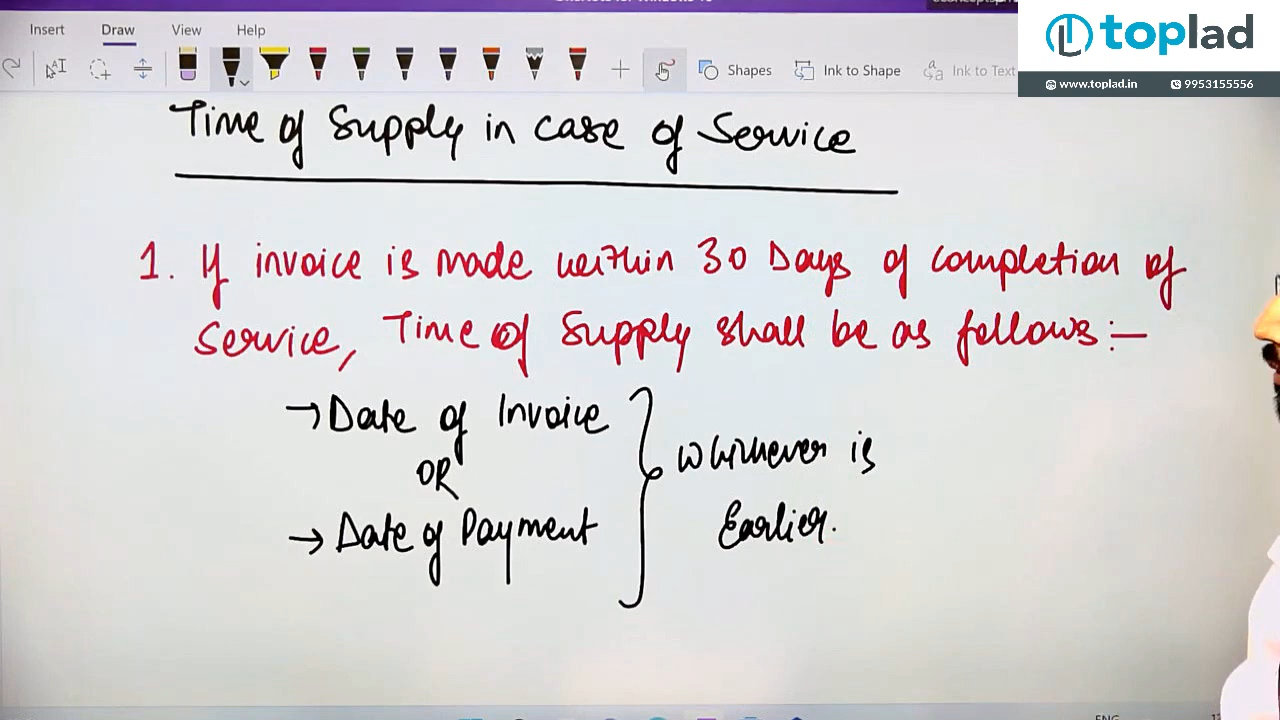 Insert Draw View Help
toplad
Shapes Ink to Shape Ink to Text
www.toplad.in 9953155556
Time of Supply in case of Service
1. If invoice is made within 30 Days of completion of
Service, Time of Supply shall be as follows:-
→ Date of Invoice
OR
→ Date of Payment
Whichever is
Earlier.
ENG